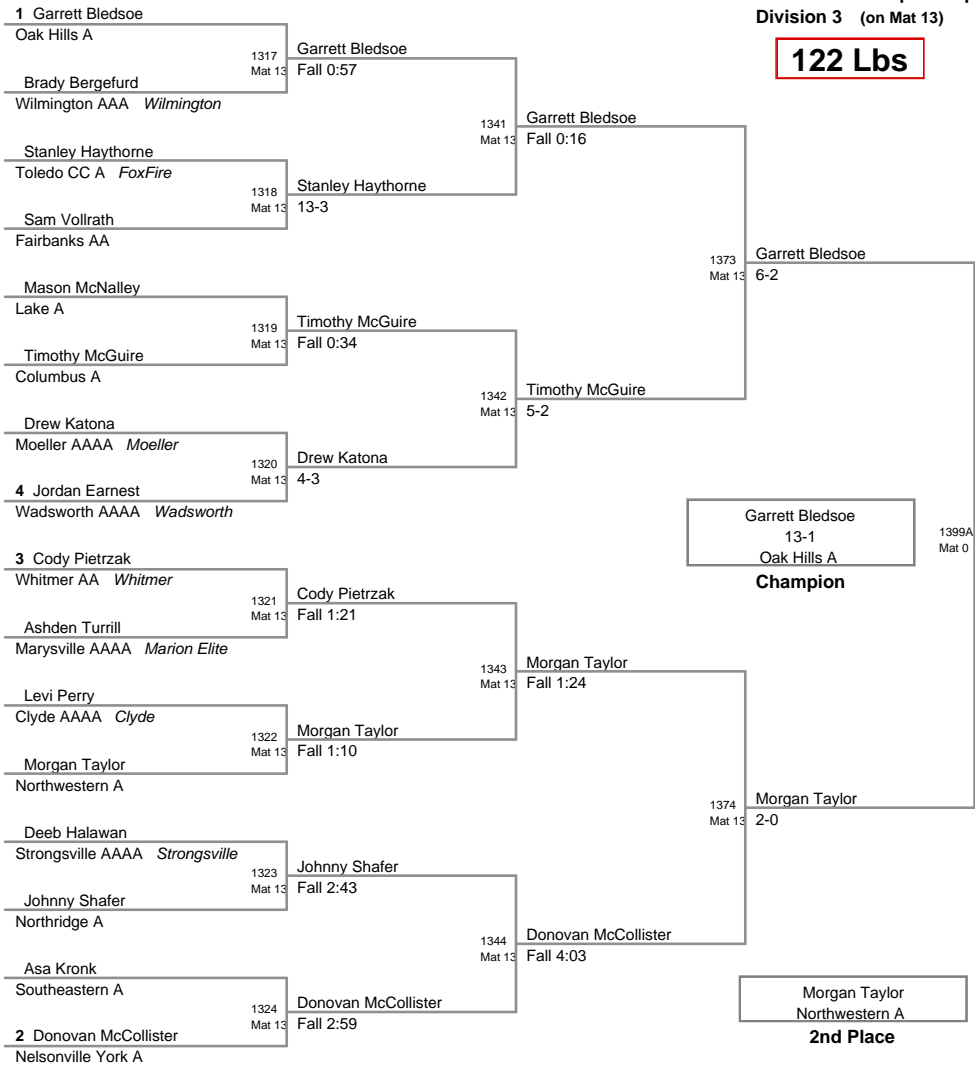 Division 3 (on Mat 13)
122 Lbs
1 Garrett Bledsoe
Oak Hills A
1317
Mat 13
Garrett Bledsoe
Fall 0:57
Brady Bergefurd
Wilmington AAA Wilmington
1341
Mat 13
Garrett Bledsoe
Fall 0:16
Stanley Haythorne
Toledo CC A FoxFire
1318
Mat 13
Stanley Haythorne
13-3
Sam Vollrath
Fairbanks AA
1373
Mat 13
Garrett Bledsoe
6-2
Mason McNalley
Lake A
1319
Mat 13
Timothy McGuire
Fall 0:34
Timothy McGuire
Columbus A
1342
Mat 13
Timothy McGuire
5-2
Drew Katona
Moeller AAAA Moeller
1320
Mat 13
Drew Katona
4-3
4 Jordan Earnest
Wadsworth AAAA Wadsworth
Garrett Bledsoe
13-1
Oak Hills A
Champion
1399A
Mat 0
3 Cody Pietrzak
Whitmer AA Whitmer
1321
Mat 13
Cody Pietrzak
Fall 1:21
Ashden Turrill
Marysville AAAA Marion Elite
1343
Mat 13
Morgan Taylor
Fall 1:24
Levi Perry
Clyde AAAA Clyde
1322
Mat 13
Morgan Taylor
Fall 1:10
Morgan Taylor
Northwestern A
1374
Mat 13
Morgan Taylor
2-0
Deeb Halawan
Strongsville AAAA Strongsville
1323
Mat 13
Johnny Shafer
Fall 2:43
Johnny Shafer
Northridge A
1344
Mat 13
Donovan McCollister
Fall 4:03
Asa Kronk
Southeastern A
1324
Mat 13
Donovan McCollister
Fall 2:59
2 Donovan McCollister
Nelsonville York A
Morgan Taylor
Northwestern A
2nd Place